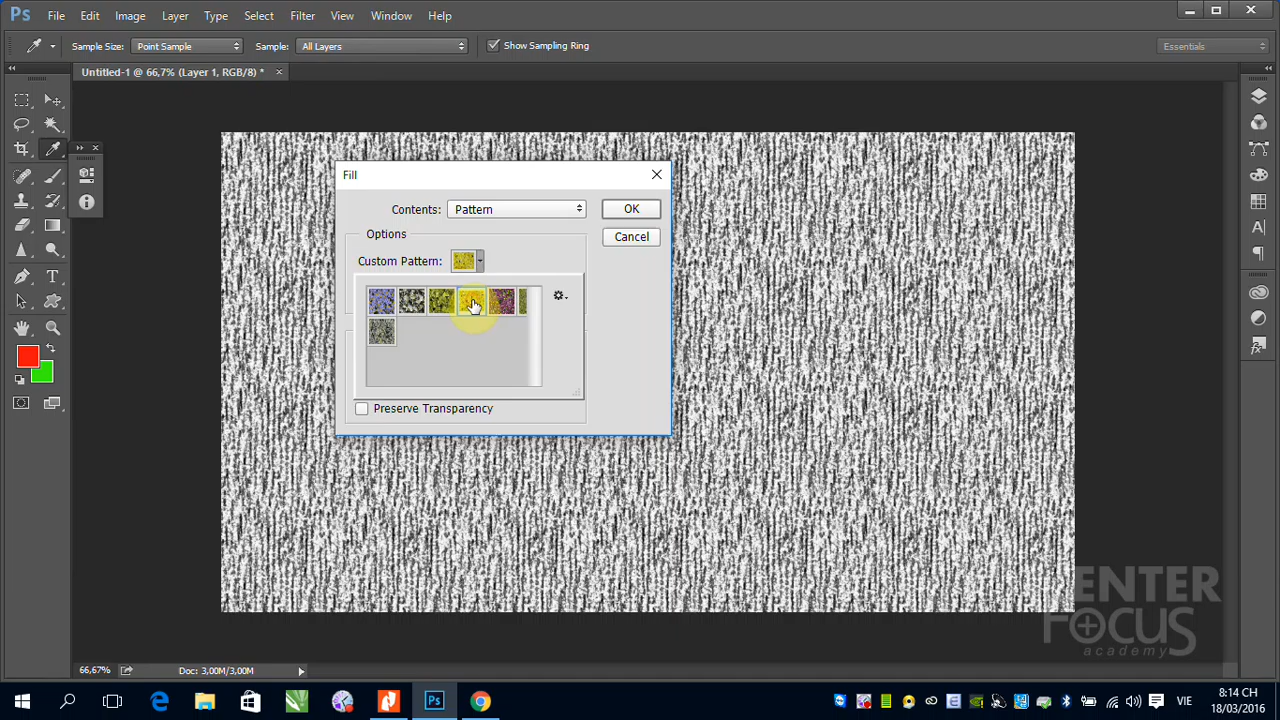 Ps File Edit Image Layer Type Select Filter View Window Help
Sample Size: Point Sample Sample: All Layers Show Sampling Ring Essentials
Untitled-1 @ 66,7% (Layer 1, RGB/8) * ×
Fill
Contents: Pattern OK
Options
Cancel
Custom Pattern:
Preserve Transparency
CENTER
FOCUS
academy
66,67% Doc: 3,00M/3,00M
8:14 CH
VIE
18/03/2016